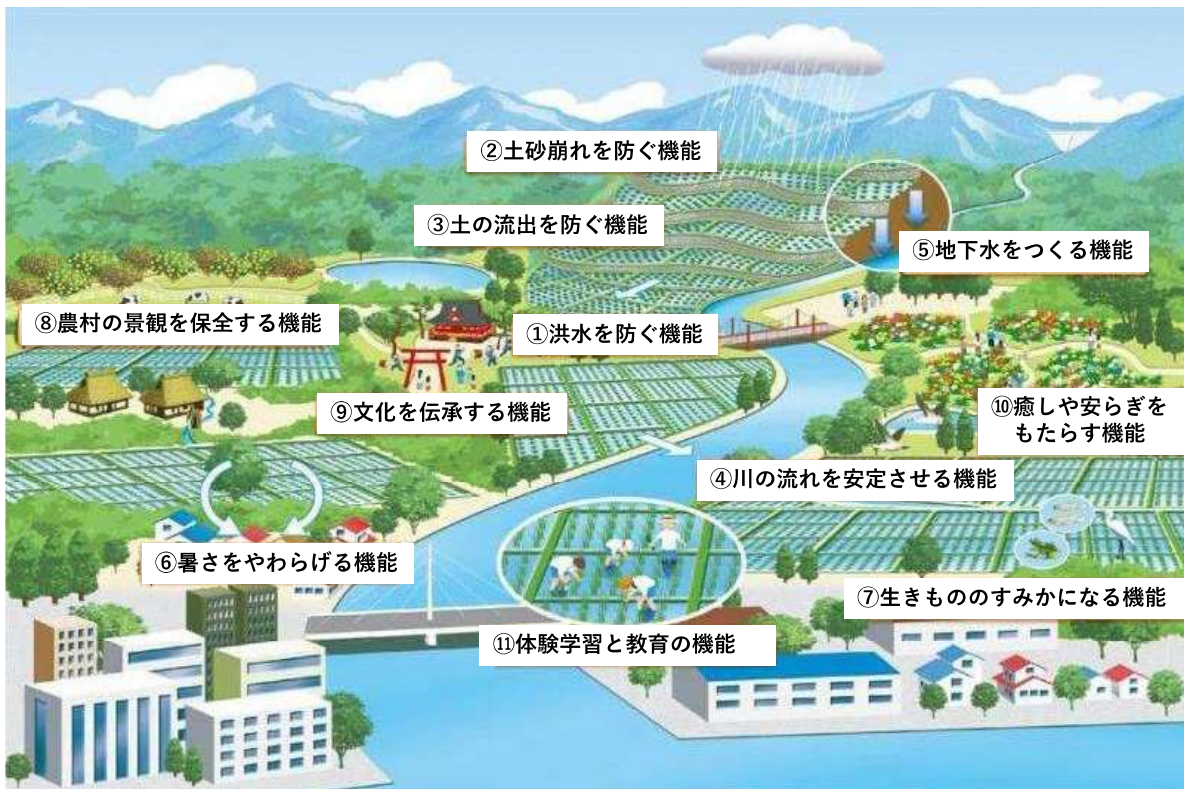 ②土砂崩れを防ぐ機能
③土の流出を防ぐ機能
⑤地下水をつくる機能
⑧農村の景観を保全する機能
①洪水を防ぐ機能
⑨文化を伝承する機能
⑩癒しや安らぎを
もたらす機能
④川の流れを安定させる機能
⑥暑さをやわらげる機能
⑦生きもののすみかになる機能
⑪体験学習と教育の機能